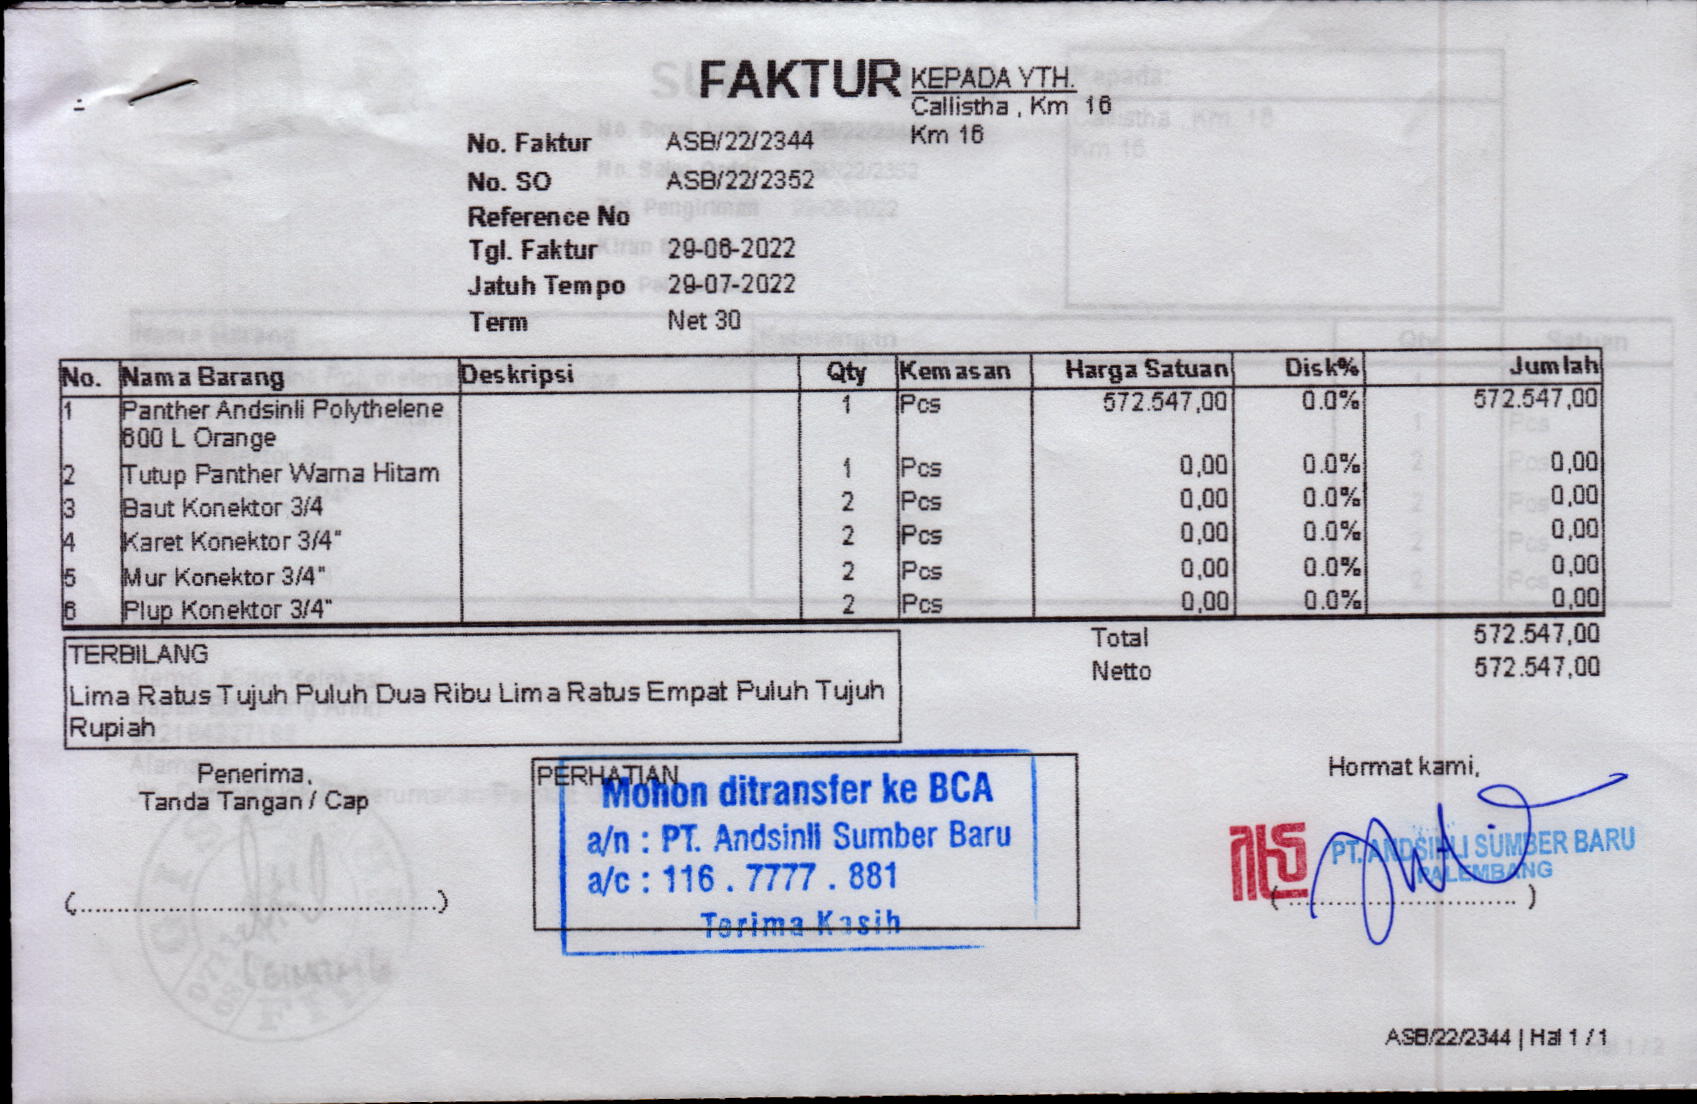 FAKTUR
KEPADA YTH.
Callistha , Km 16
Km 16
No. Faktur ASB/22/2344
No. SO ASB/22/2352
Reference No
Tgl. Faktur 29-06-2022
Jatuh Tempo 29-07-2022
Term Net 30
No. Nama Barang Deskripsi Qty Kemasan Harga Satuan Disk% Jumlah
1 Panther Andsinli Polythelene 1 Pcs 572.547,00 0.0% 572.547,00
600 L Orange
2 Tutup Panther Warna Hitam 1 Pcs 0,00 0.0% 0,00
3 Baut Konektor 3/4 2 Pcs 0,00 0.0% 0,00
4 Karet Konektor 3/4" 2 Pcs 0,00 0.0% 0,00
5 Mur Konektor 3/4" 2 Pcs 0,00 0.0% 0,00
6 Plup Konektor 3/4" 2 Pcs 0,00 0.0% 0,00
Total 572.547,00
Netto 572.547,00
TERBILANG
Lima Ratus Tujuh Puluh Dua Ribu Lima Ratus Empat Puluh Tujuh
Rupiah
Penerima,
Tanda Tangan / Cap
(....................................................)
PERHATIAN
Mohon ditransfer ke BCA
a/n : PT. Andsinli Sumber Baru
a/c : 116 . 7777 . 881
Terima Kasih
Hormat kami,
PT. ANDSINLI SUMBER BARU
PALEMBANG
( ................................. )
ASB/22/2344 | Hal 1 / 1